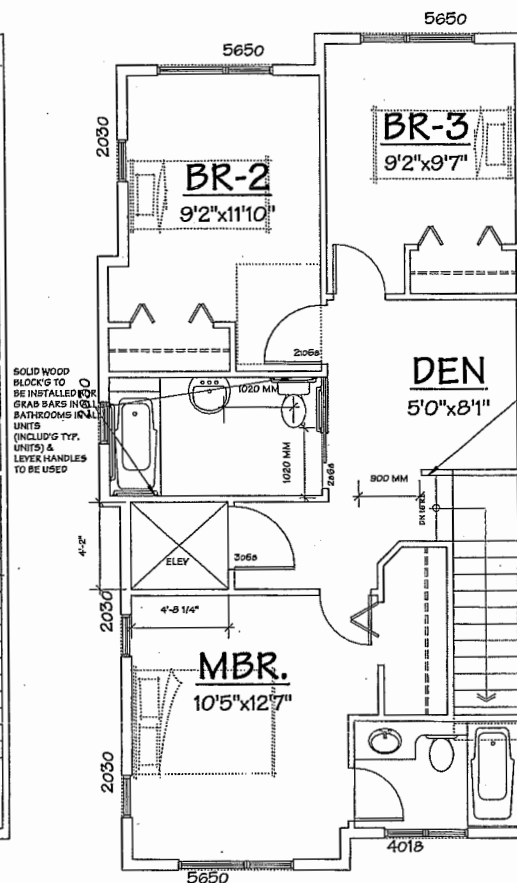 5650
5650
2030
BR-3
9'2"x9'7"
BR-2
9'2"x11'10"
2106s
DEN
5'0"x8'1"
SOLID WOOD
BLOCK'G TO
BE INSTALLED FOR
GRAB BARS IN ALL
BATHROOMS IN ALL
UNITS
(INCLUD'G TYP.
UNITS) &
LEVER HANDLES
TO BE USED
1020 MM
1020 MM
2868
900 MM
4'-2"
ELEV
3068
4'-8 1/4"
2030
MBR.
10'5"x12'7"
2030
4018
5650